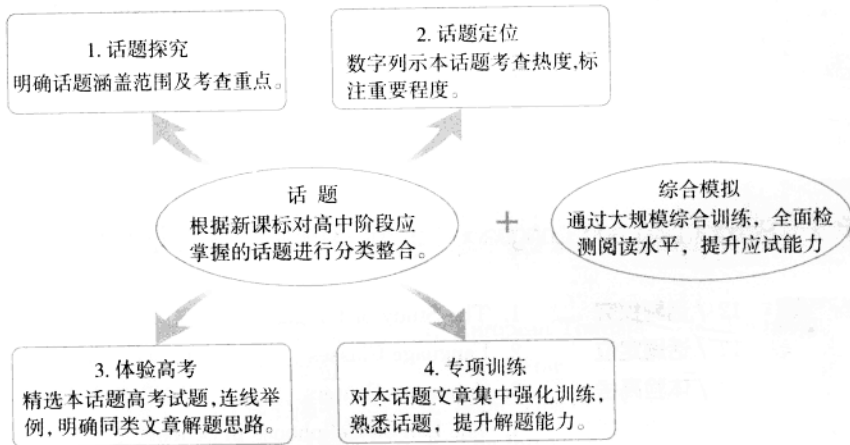 1. 话题探究
明确话题涵盖范围及考查重点。
2. 话题定位
数字列示本话题考查热度,标
注重要程度。
话 题
根据新课标对高中阶段应
掌握的话题进行分类整合。
+
综合模拟
通过大规模综合训练，全面检
测阅读水平，提升应试能力
3. 体验高考
精选本话题高考试题,连线举
例,明确同类文章解题思路。
4. 专项训练
对本话题文章集中强化训练,
熟悉话题，提升解题能力。